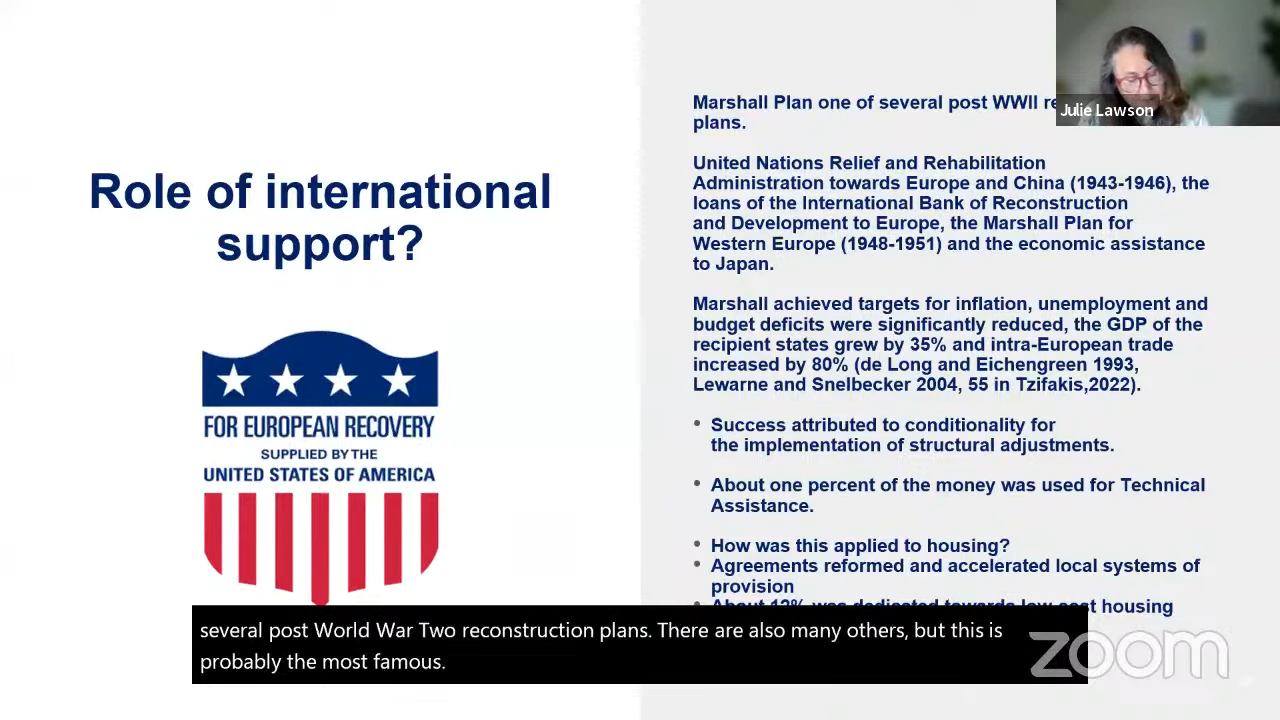 Role of international
support?
FOR EUROPEAN RECOVERY
SUPPLIED BY THE
UNITED STATES OF AMERICA
Marshall Plan one of several post WWII
plans.
United Nations Relief and Rehabilitation
Administration towards Europe and China (1943-1946), the
loans of the International Bank of Reconstruction
and Development to Europe, the Marshall Plan for
Western Europe (1948-1951) and the economic assistance
to Japan.
Marshall achieved targets for inflation, unemployment and
budget deficits were significantly reduced, the GDP of the
recipient states grew by 35% and intra-European trade
increased by 80% (de Long and Eichengreen 1993,
Lewarne and Snelbecker 2004, 55 in Tzifakis,2022).
• Success attributed to conditionality for
the implementation of structural adjustments.
• About one percent of the money was used for Technical
Assistance.
• How was this applied to housing?
• Agreements reformed and accelerated local systems of
provision
• About 12% was dedicated towards low cost housing
Julie Lawson
several post World War Two reconstruction plans. There are also many others, but this is
probably the most famous.
zoom